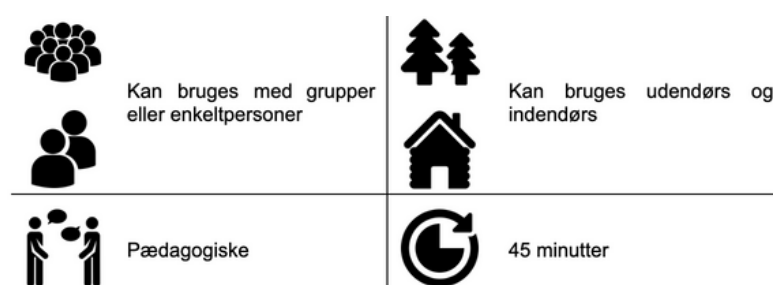 Kan bruges med grupper
eller enkeltpersoner
Kan bruges udendørs og
indendørs
Pædagogiske
45 minutter